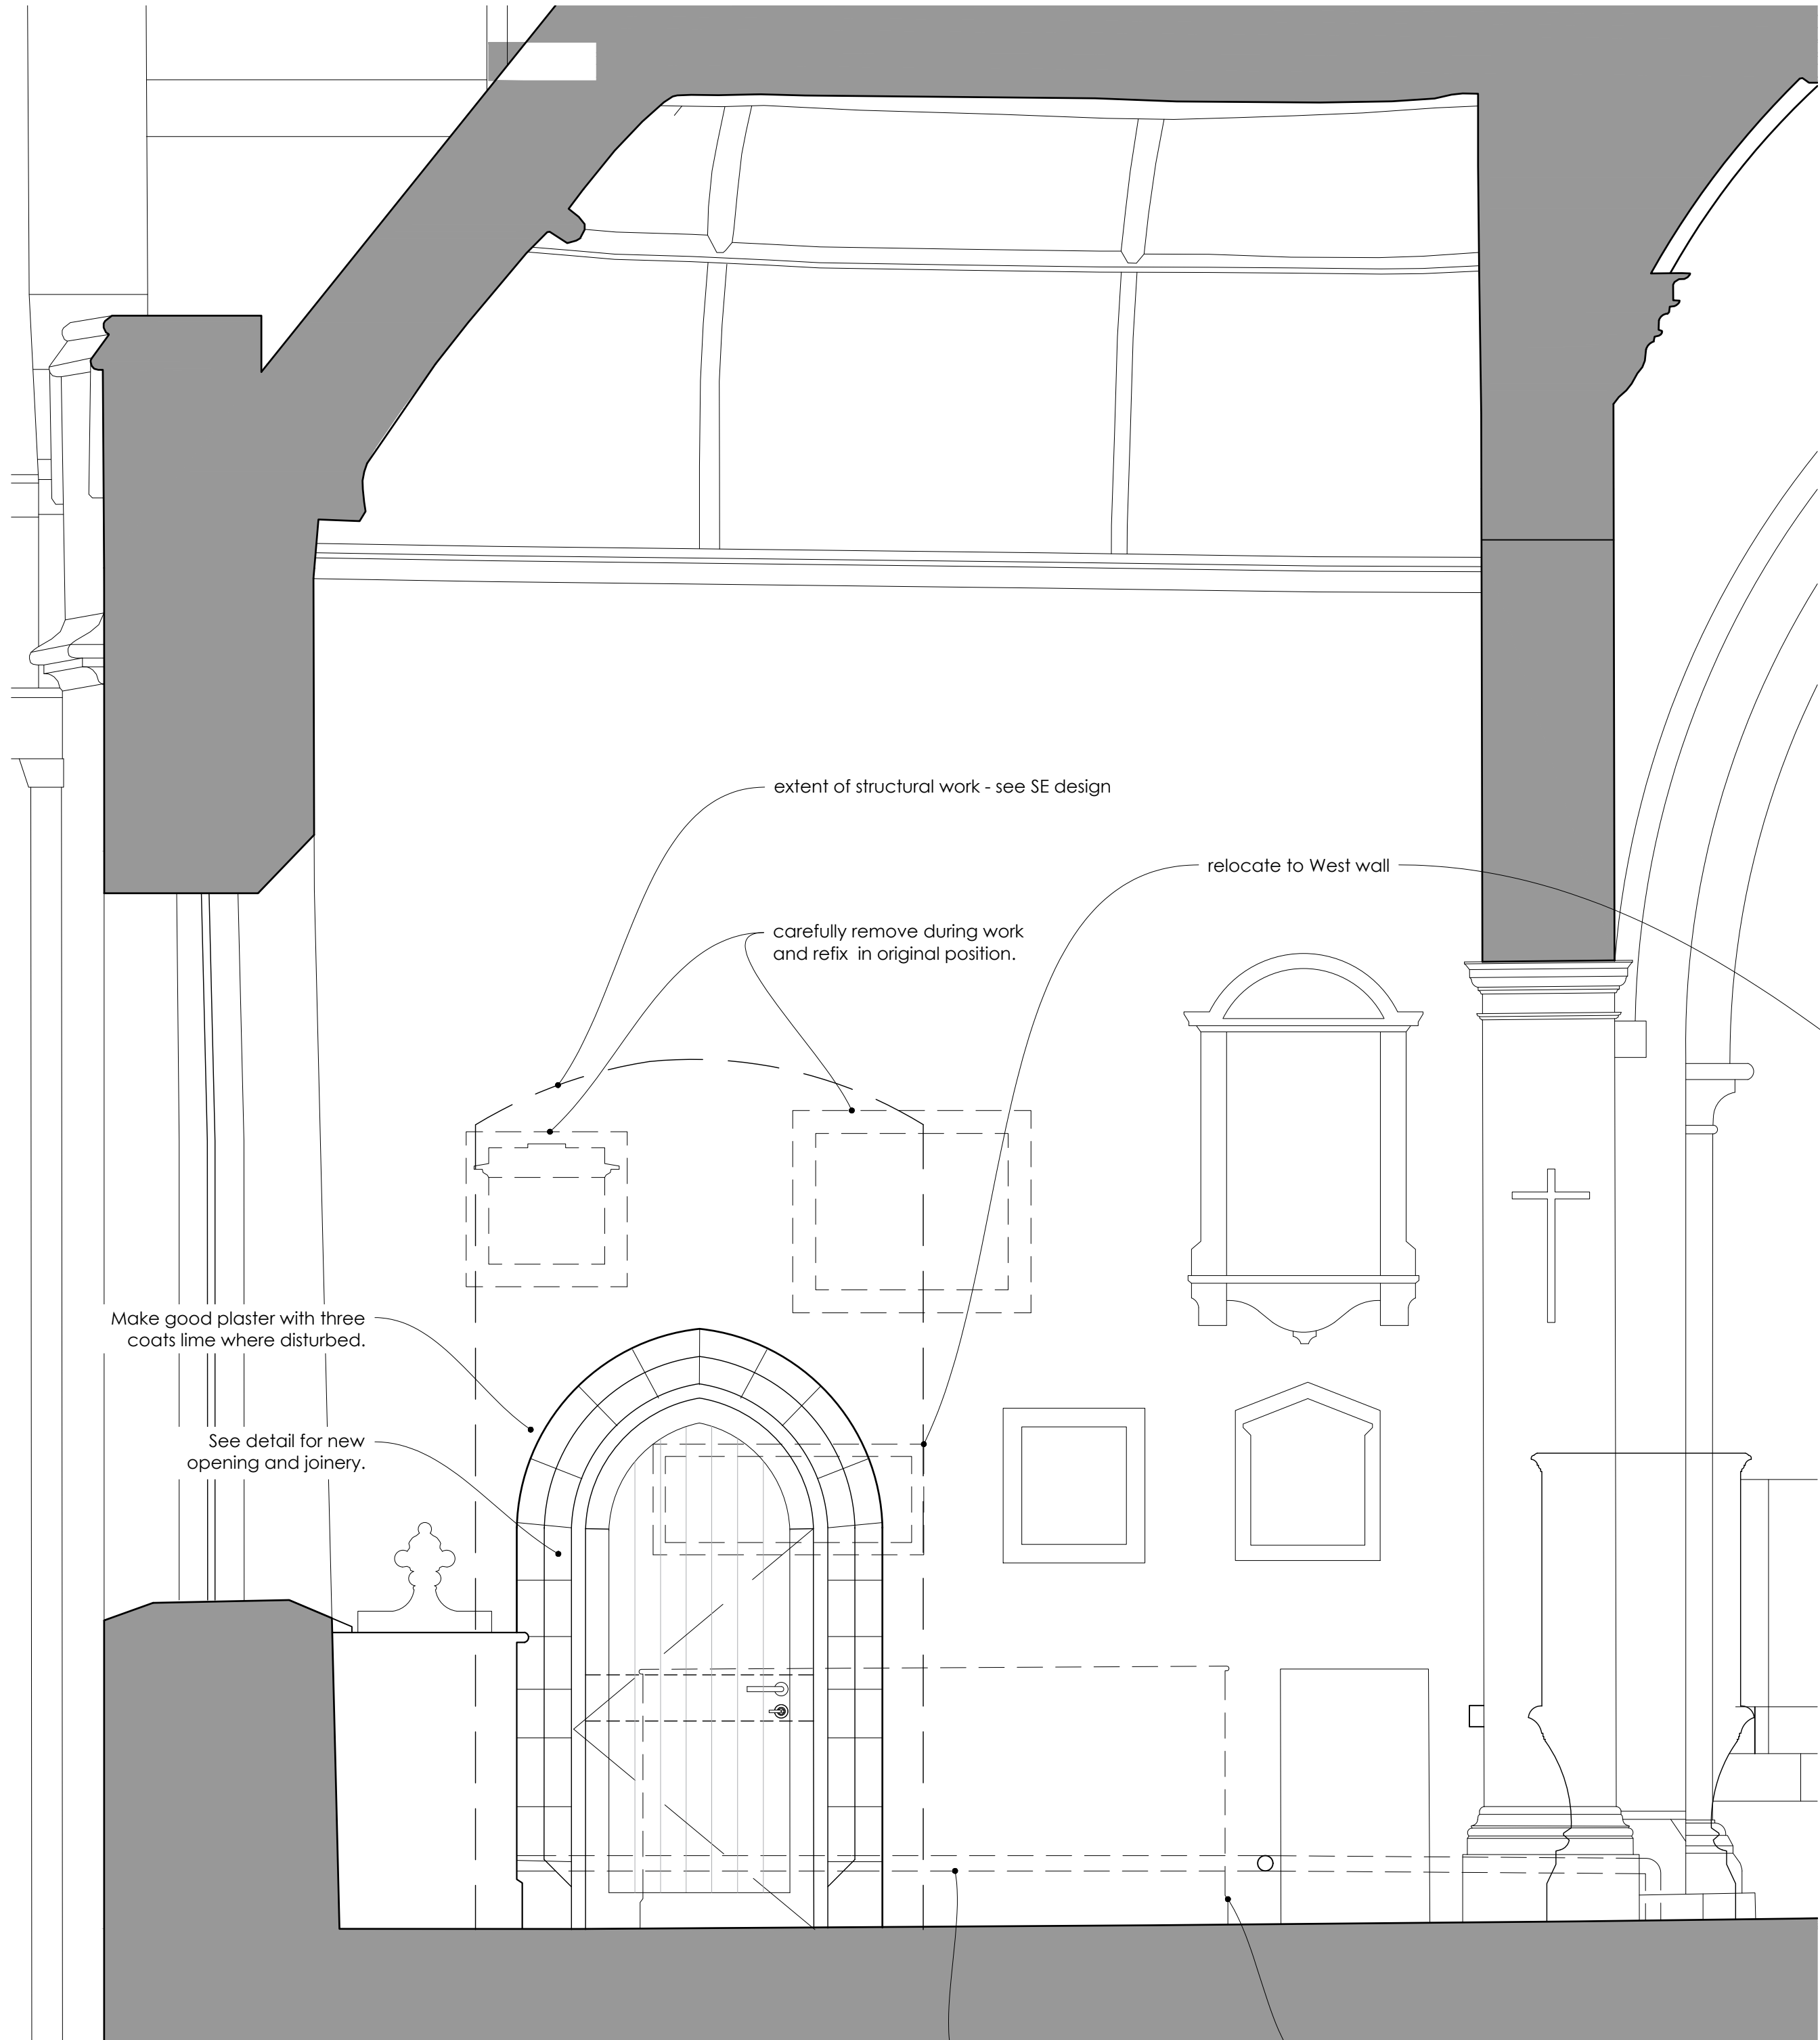 extent of structural work - see SE design
relocate to West wall
carefully remove during work
and refix in original position.
Make good plaster with three
coats lime where disturbed.
See detail for new
opening and joinery.